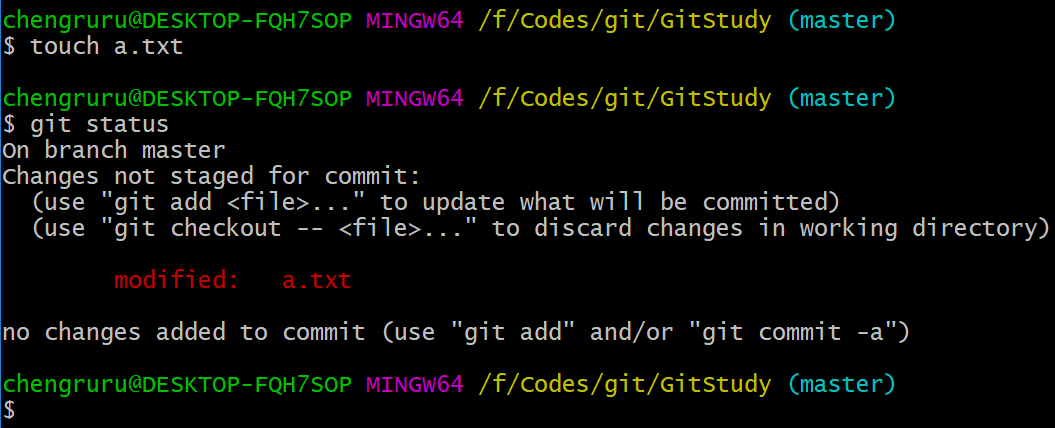 chengruru@DESKTOP-FQH7SOP MINGW64 /f/Codes/git/GitStudy (master)
$ touch a.txt
chengruru@DESKTOP-FQH7SOP MINGW64 /f/Codes/git/GitStudy (master)
$ git status
On branch master
Changes not staged for commit:
  (use "git add <file>..." to update what will be committed)
  (use "git checkout -- <file>..." to discard changes in working directory)
        modified:   a.txt
no changes added to commit (use "git add" and/or "git commit -a")
chengruru@DESKTOP-FQH7SOP MINGW64 /f/Codes/git/GitStudy (master)
$